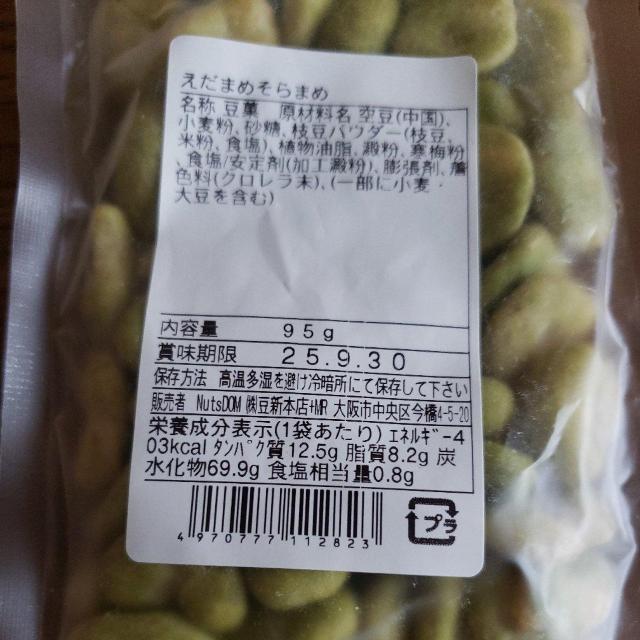 えだまめそらまめ
名称 豆菓　原材料名 空豆(中国)、
小麦粉、砂糖、枝豆パウダー(枝豆、
米粉、食塩)、植物油脂、澱粉、寒梅粉
、食塩/安定剤(加工澱粉)、膨張剤、着
色料(クロレラ末)、(一部に小麦・
大豆を含む)
内容量 95g
賞味期限 25.9.30
保存方法 高温多湿を避け冷暗所にて保存して下さい
販売者 NutsDOM ㈱豆新本店+MR 大阪市中央区今橋4-5-20
栄養成分表示(1袋あたり) ｴﾈﾙｷﾞｰ4
03kcal ﾀﾝﾊﾟｸ質12.5g 脂質8.2g 炭
水化物69.9g 食塩相当量0.8g
プラ
4970777112823